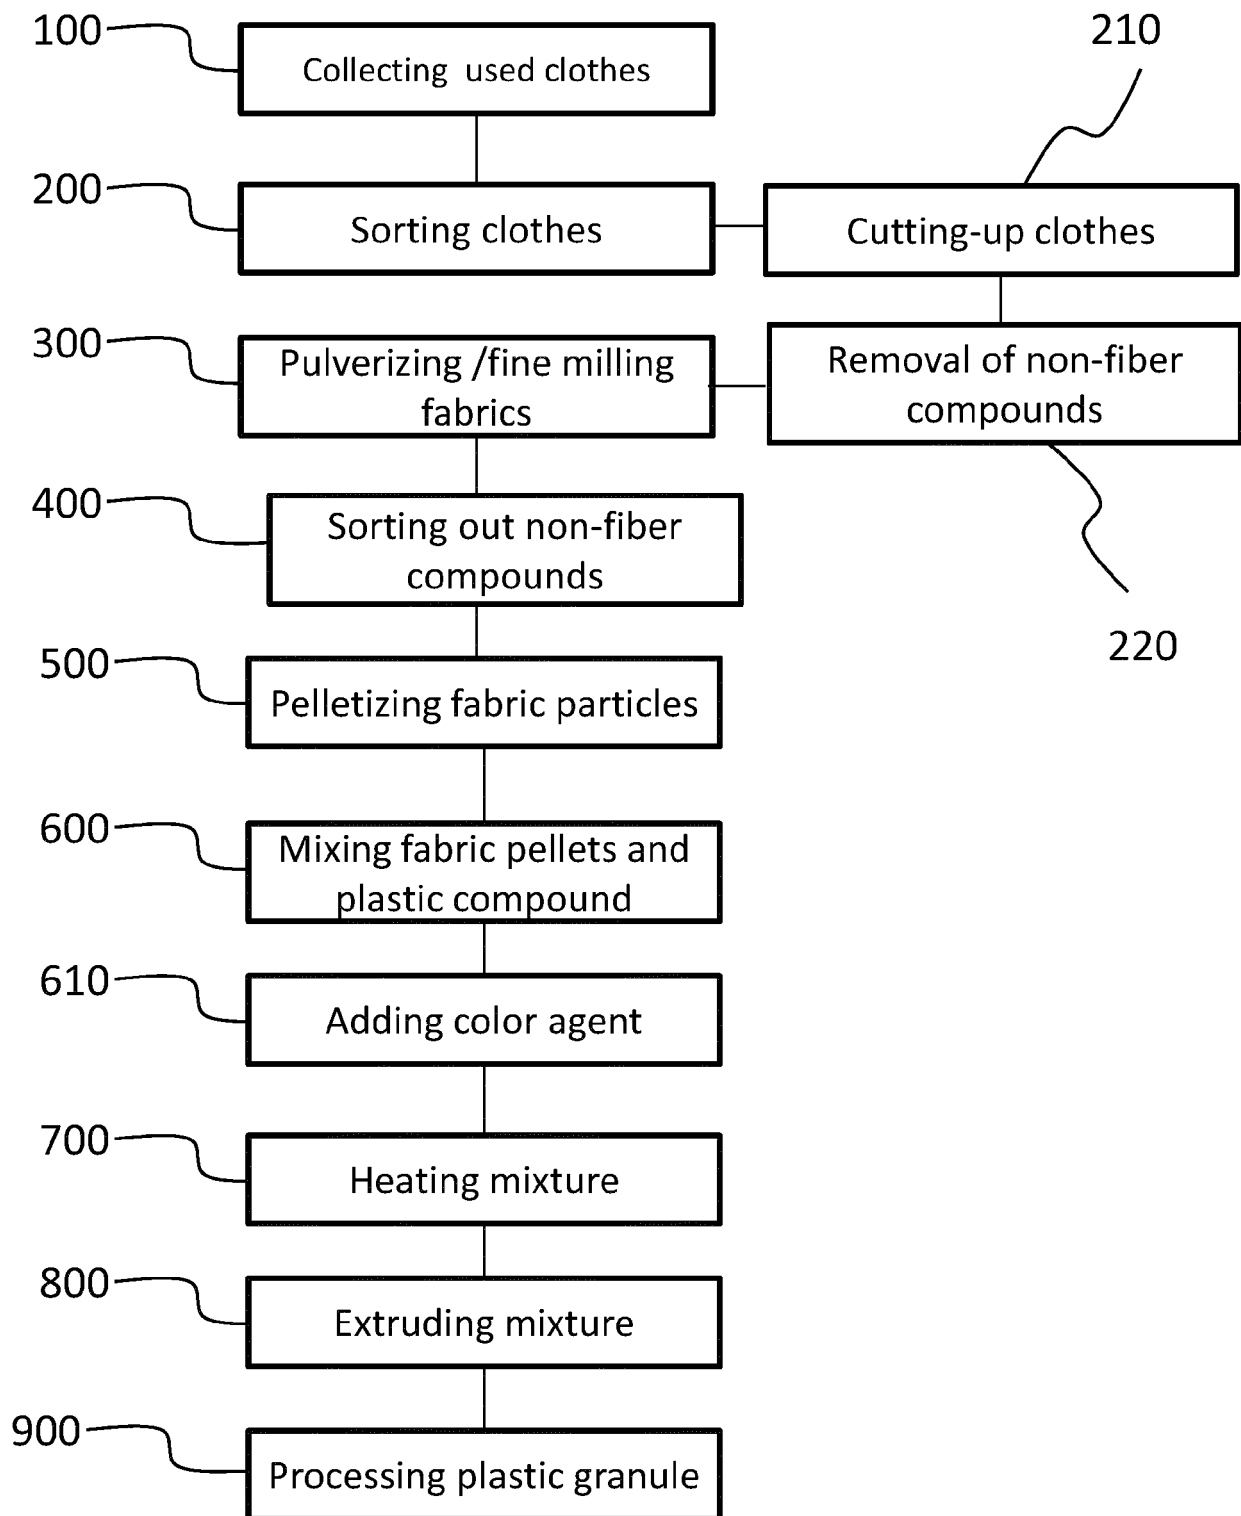 100
Collecting used clothes
210
200
Sorting clothes
Cutting-up clothes
300
Pulverizing /fine milling
fabrics
Removal of non-fiber
compounds
400
Sorting out non-fiber
compounds
220
500
Pelletizing fabric particles
600
Mixing fabric pellets and
plastic compound
610
Adding color agent
700
Heating mixture
800
Extruding mixture
900
Processing plastic granule